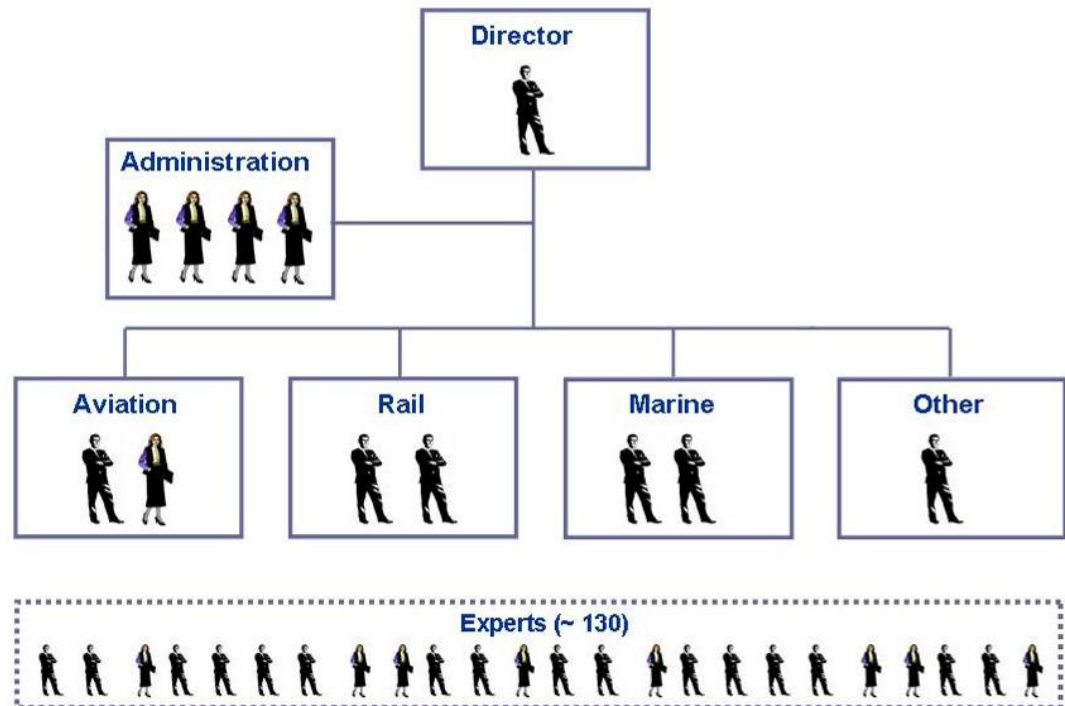 Director
Administration
Aviation
Rail
Marine
Other
Experts (~ 130)